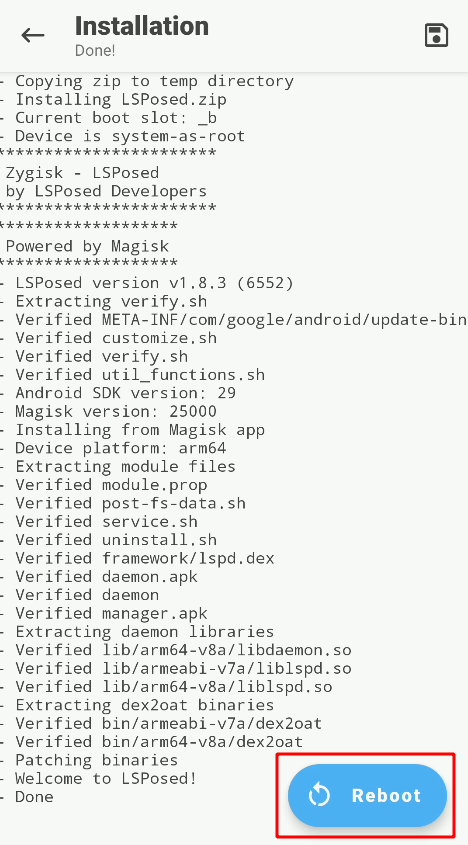 Installation
Done!
- Copying zip to temp directory
- Installing LSPosed.zip
- Current boot slot: _b
- Device is system-as-root
************************
Zygisk - LSPosed
by LSPosed Developers
************************
********************
Powered by Magisk
********************
- LSPosed version v1.8.3 (6552)
- Extracting verify.sh
- Verified META-INF/com/google/android/update-bin
- Verified customize.sh
- Verified verify.sh
- Verified util_functions.sh
- Android SDK version: 29
- Magisk version: 25000
- Installing from Magisk app
- Device platform: arm64
- Extracting module files
- Verified module.prop
- Verified post-fs-data.sh
- Verified service.sh
- Verified uninstall.sh
- Verified framework/lspd.dex
- Verified daemon.apk
- Verified daemon
- Verified manager.apk
- Extracting daemon libraries
- Verified lib/arm64-v8a/libdaemon.so
- Verified lib/armeabi-v7a/liblspd.so
- Verified lib/arm64-v8a/liblspd.so
- Extracting dex2oat binaries
- Verified bin/armeabi-v7a/dex2oat
- Verified bin/arm64-v8a/dex2oat
- Patching binaries
- Welcome to LSPosed!
- Done
Reboot